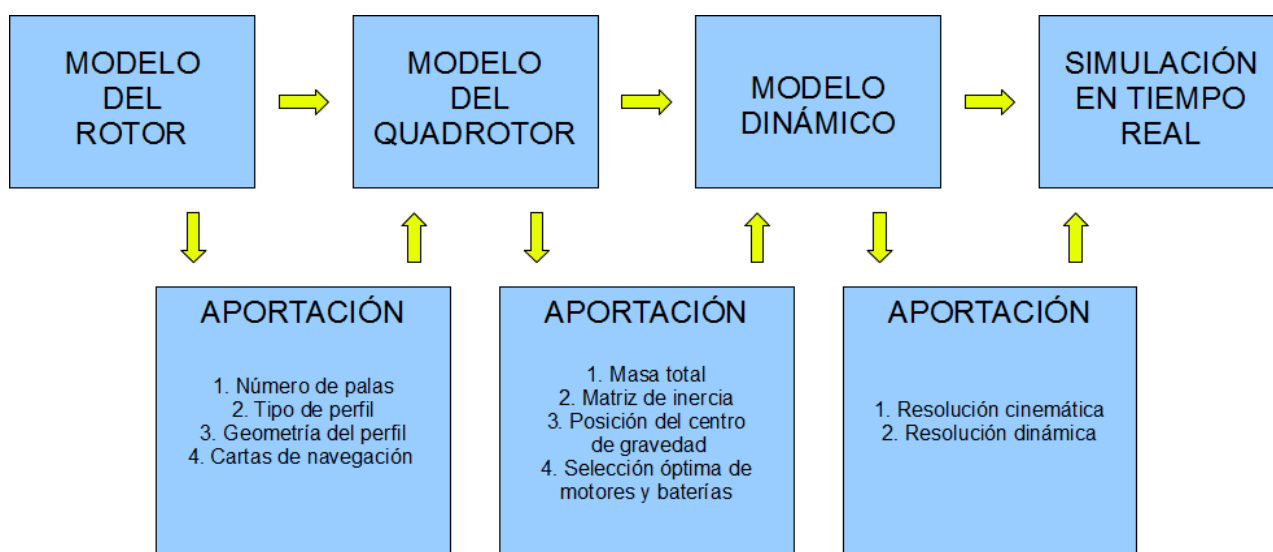 MODELO
DEL
ROTOR
MODELO
DEL
QUADROTOR
MODELO
DINÁMICO
SIMULACIÓN
EN TIEMPO
REAL
APORTACIÓN
1. Número de palas
2. Tipo de perfil
3. Geometría del perfil
4. Cartas de navegación
APORTACIÓN
1. Masa total
2. Matriz de inercia
3. Posición del centro
de gravedad
4. Selección óptima de
motores y baterías
APORTACIÓN
1. Resolución cinemática
2. Resolución dinámica